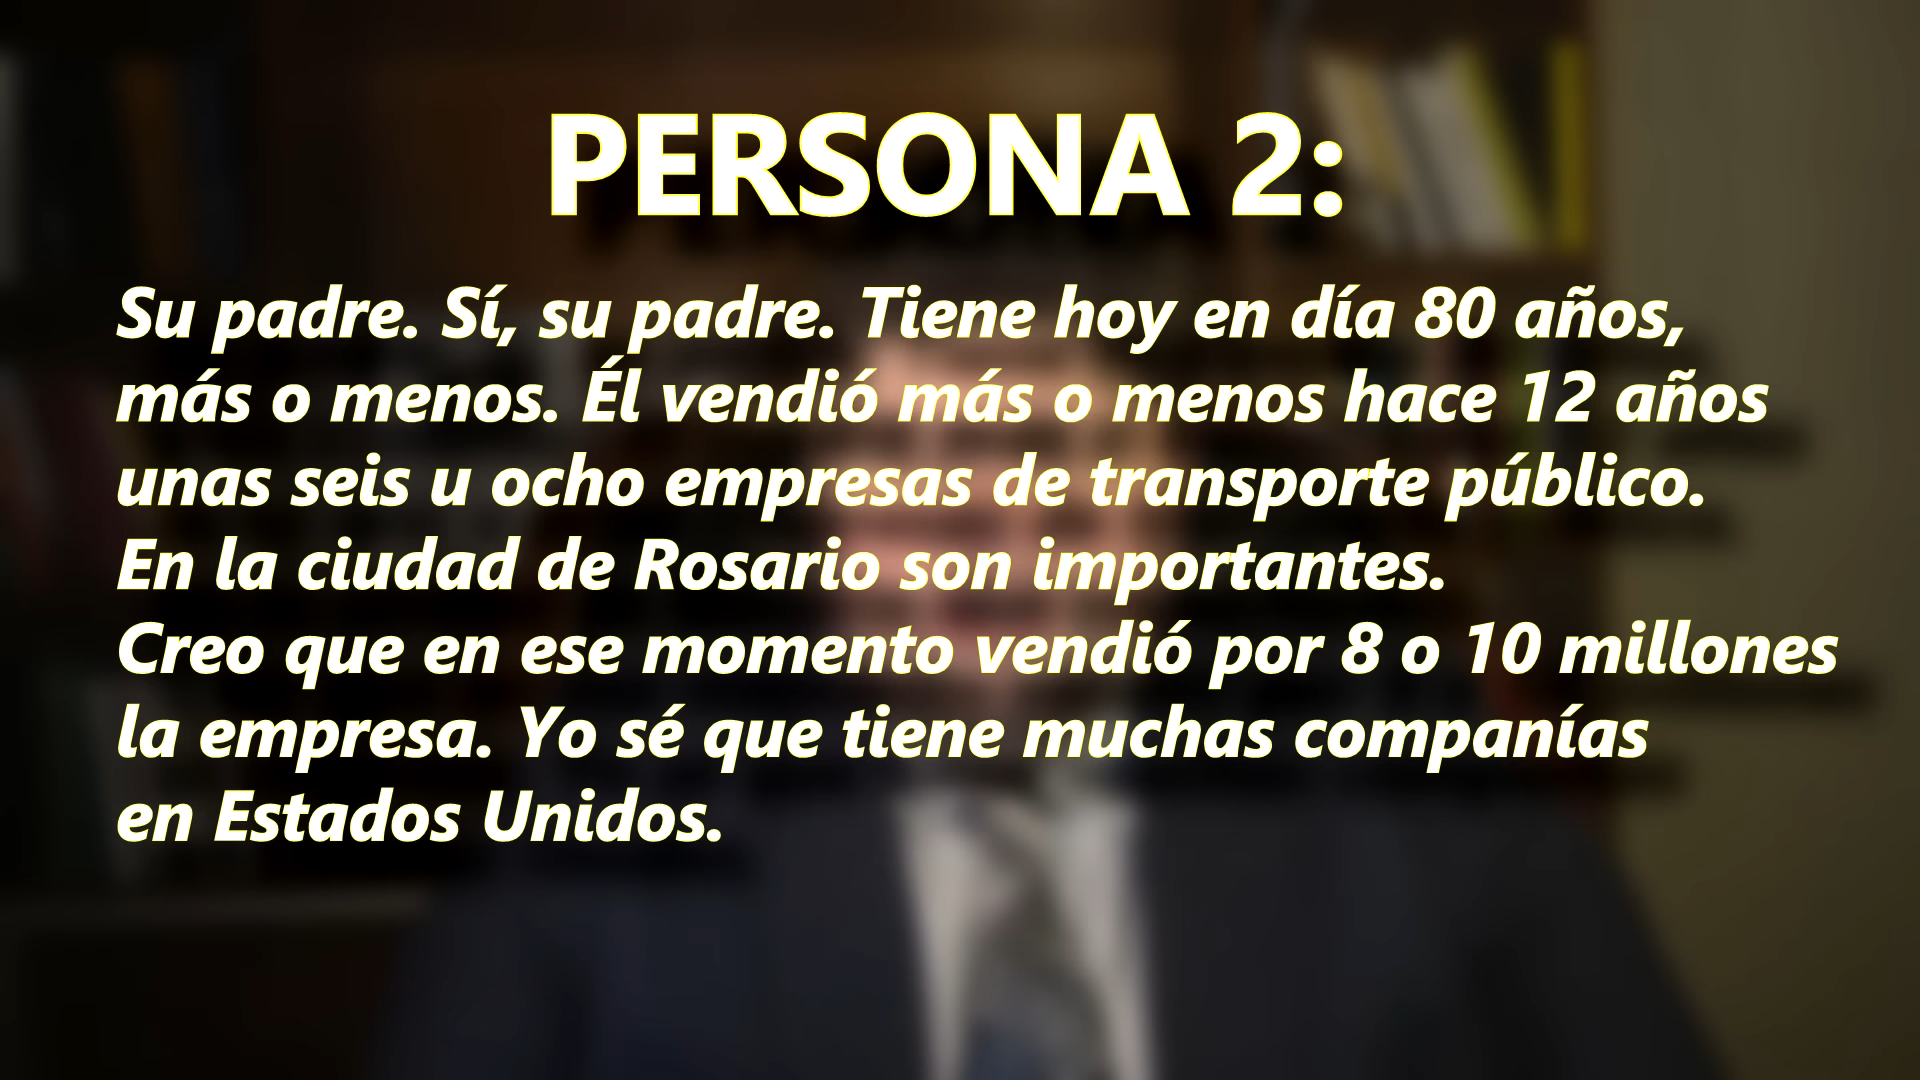 PERSONA 2:
Su padre. Sí, su padre. Tiene hoy en día 80 años,
más o menos. Él vendió más o menos hace 12 años
unas seis u ocho empresas de transporte público.
En la ciudad de Rosario son importantes.
Creo que en ese momento vendió por 8 o 10 millones
la empresa. Yo sé que tiene muchas companías
en Estados Unidos.